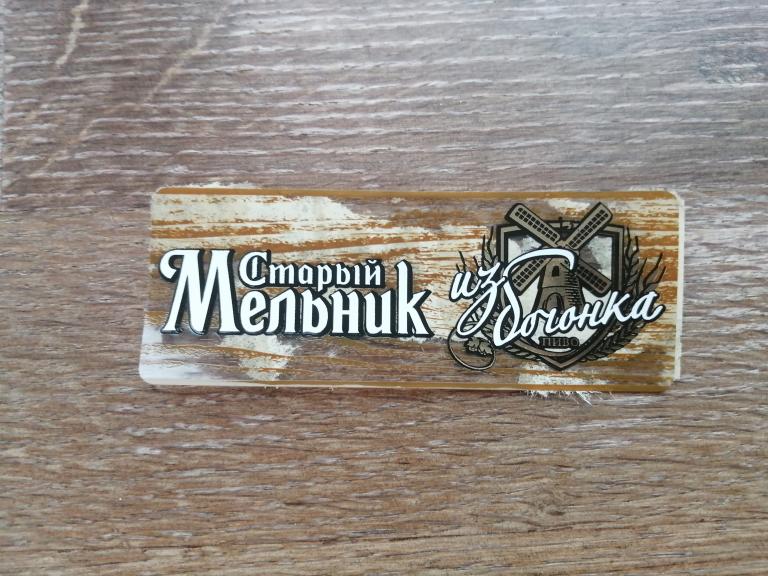 Старый
Мельник
из
бочонка
ПИВО